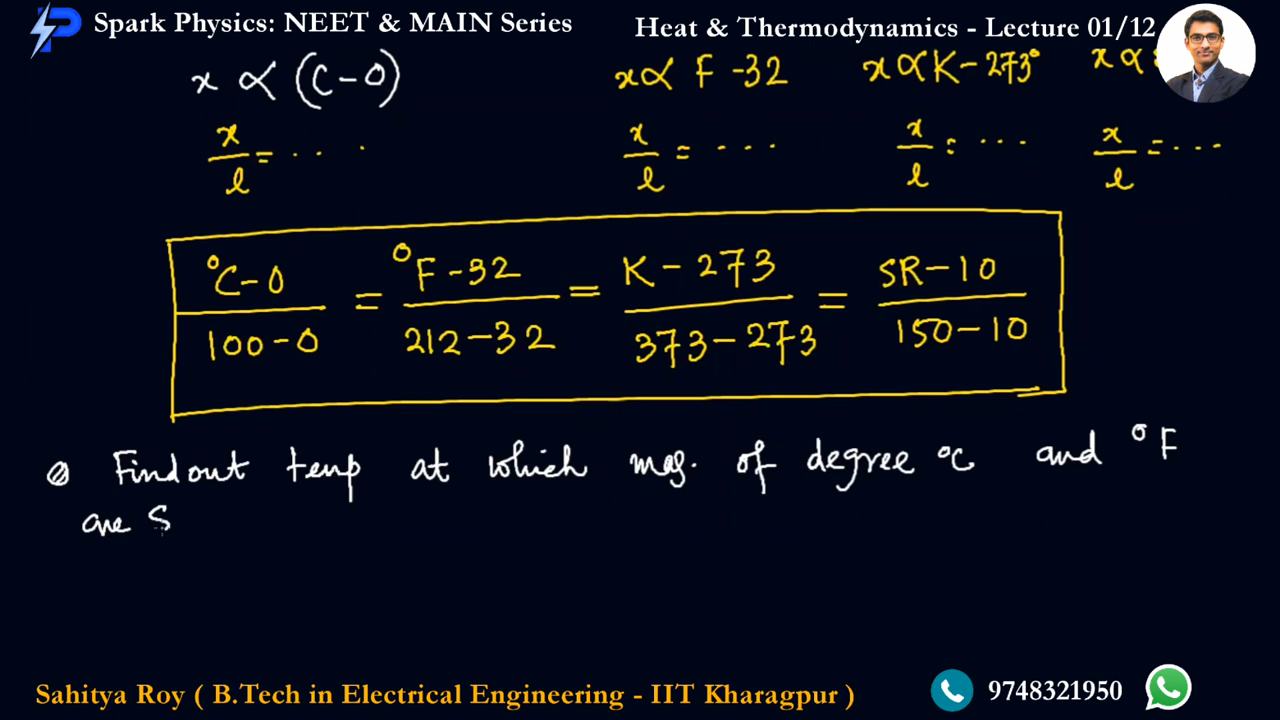 Spark Physics: NEET & MAIN Series
Heat & Thermodynamics - Lecture 01/12
x ∝ (C-0) x ∝ F -32 x ∝ K - 273° x ∝
x/l = ... x/l = ... x/l = ... x/l = ...
°C-0/100-0 = °F-32/212-32 = K-273/373-273 = SR-10/150-10
Find out temp at which mag. of degree °C and °F
are S
Sahitya Roy ( B.Tech in Electrical Engineering - IIT Kharagpur )
9748321950